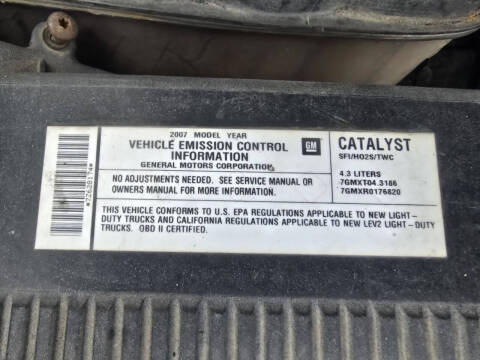 2007 MODEL YEAR
VEHICLE EMISSION CONTROL
INFORMATION
GENERAL MOTORS CORPORATION
GM
CATALYST
SFI/HO2S/TWC
NO ADJUSTMENTS NEEDED. SEE SERVICE MANUAL OR
OWNERS MANUAL FOR MORE INFORMATION.
4.3 LITERS
7GMXT04.3186
7GMXR0176820
THIS VEHICLE CONFORMS TO U.S. EPA REGULATIONS APPLICABLE TO NEW LIGHT-
DUTY TRUCKS AND CALIFORNIA REGULATIONS APPLICABLE TO NEW LEV2 LIGHT-DUTY
TRUCKS. OBD II CERTIFIED.